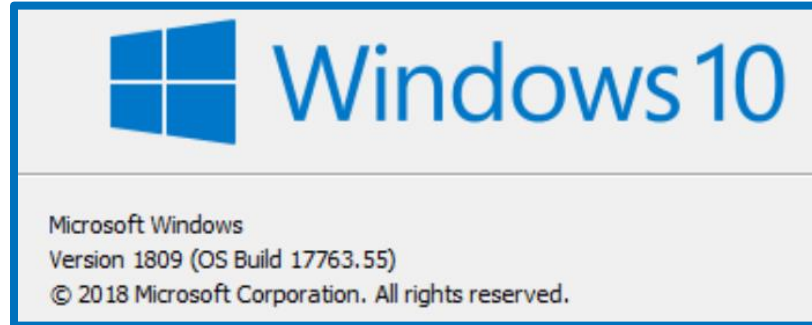 Windows 10
Microsoft Windows
Version 1809 (OS Build 17763.55)
© 2018 Microsoft Corporation. All rights reserved.